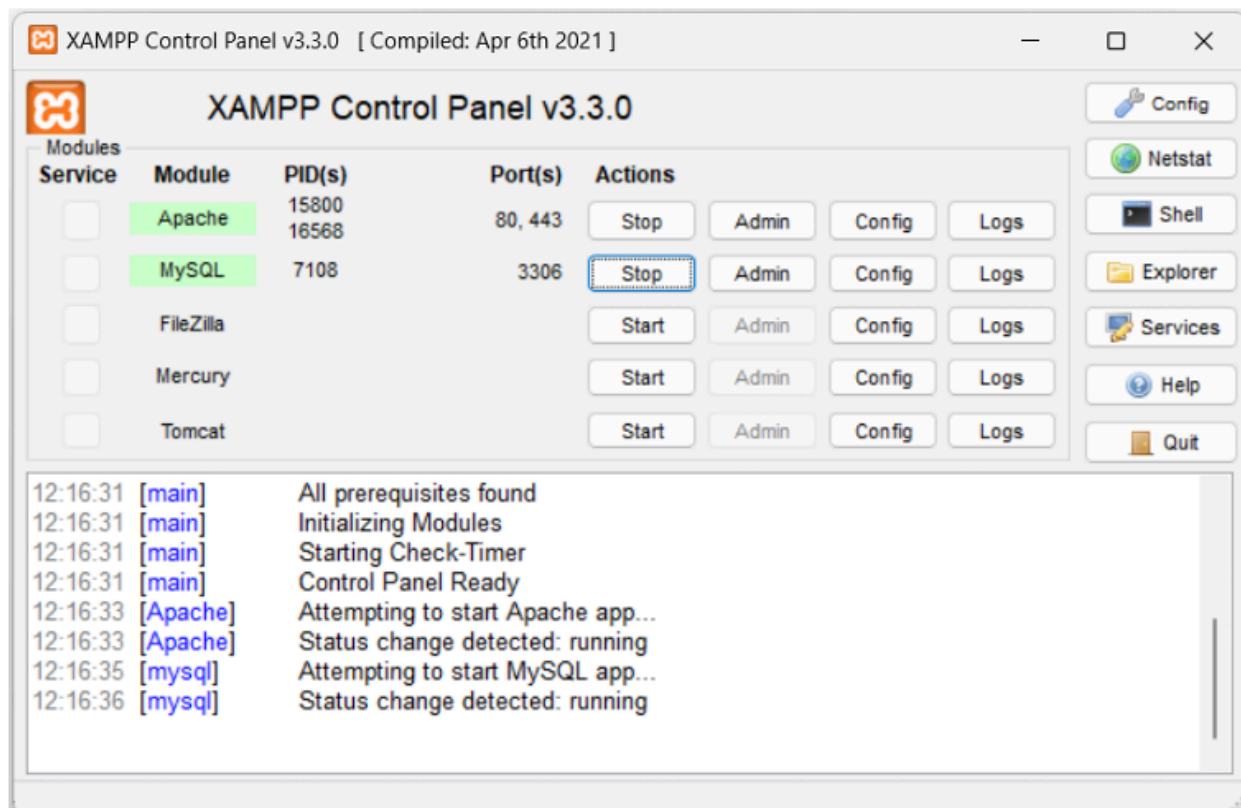 XAMPP Control Panel v3.3.0 [ Compiled: Apr 6th 2021 ]
XAMPP Control Panel v3.3.0
Config
Modules
Service Module PID(s) Port(s) Actions
Netstat
Apache 15800 16568 80, 443 Stop Admin Config Logs
Shell
MySQL 7108 3306 Stop Admin Config Logs
Explorer
FileZilla Start Admin Config Logs
Services
Mercury Start Admin Config Logs
Help
Tomcat Start Admin Config Logs
Quit
12:16:31 [main] All prerequisites found
12:16:31 [main] Initializing Modules
12:16:31 [main] Starting Check-Timer
12:16:31 [main] Control Panel Ready
12:16:33 [Apache] Attempting to start Apache app...
12:16:33 [Apache] Status change detected: running
12:16:35 [mysql] Attempting to start MySQL app...
12:16:36 [mysql] Status change detected: running